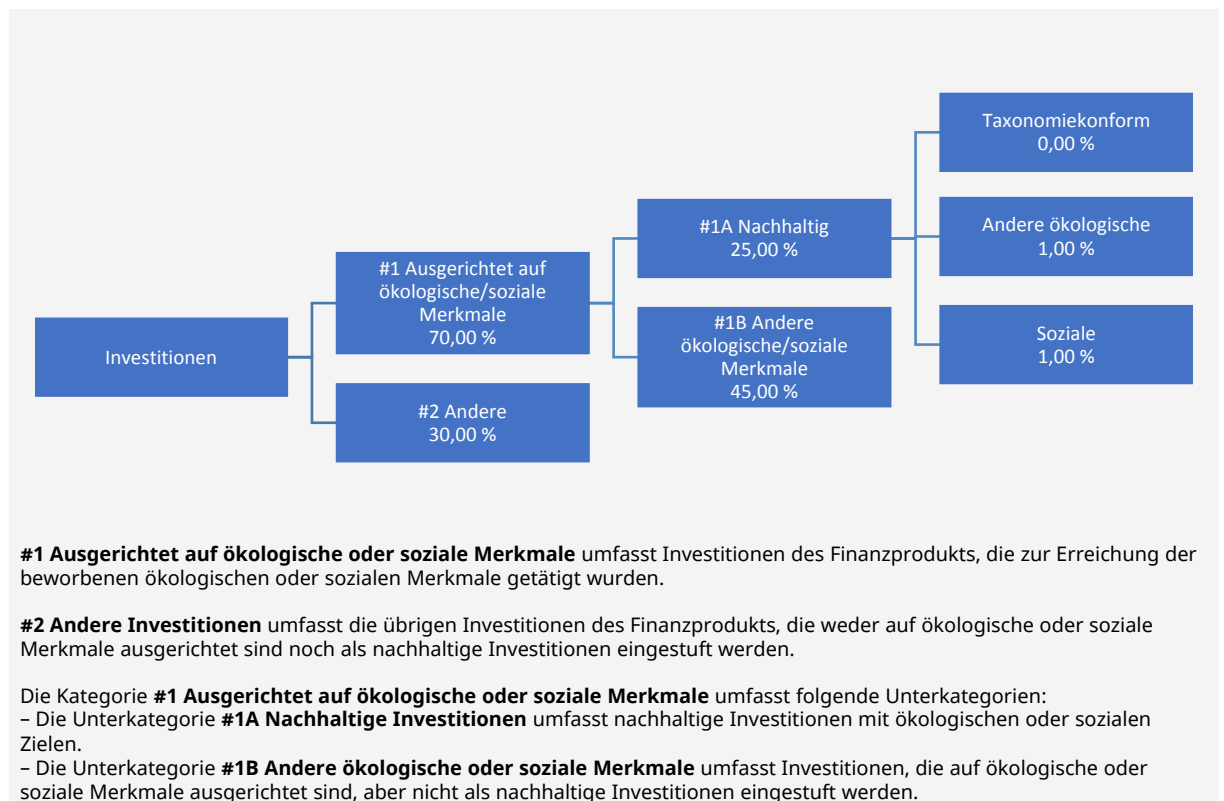 Investitionen
#1 Ausgerichtet auf
ökologische/soziale
Merkmale
70,00 %
#2 Andere
30,00 %
#1A Nachhaltig
25,00 %
#1B Andere
ökologische/soziale
Merkmale
45,00 %
Taxonomiekonform
0,00 %
Andere ökologische
1,00 %
Soziale
1,00 %
#1 Ausgerichtet auf ökologische oder soziale Merkmale umfasst Investitionen des Finanzprodukts, die zur Erreichung der
beworbenen ökologischen oder sozialen Merkmale getätigt wurden.
#2 Andere Investitionen umfasst die übrigen Investitionen des Finanzprodukts, die weder auf ökologische oder soziale
Merkmale ausgerichtet sind noch als nachhaltige Investitionen eingestuft werden.
Die Kategorie #1 Ausgerichtet auf ökologische oder soziale Merkmale umfasst folgende Unterkategorien:
– Die Unterkategorie #1A Nachhaltige Investitionen umfasst nachhaltige Investitionen mit ökologischen oder sozialen
Zielen.
– Die Unterkategorie #1B Andere ökologische oder soziale Merkmale umfasst Investitionen, die auf ökologische oder
soziale Merkmale ausgerichtet sind, aber nicht als nachhaltige Investitionen eingestuft werden.